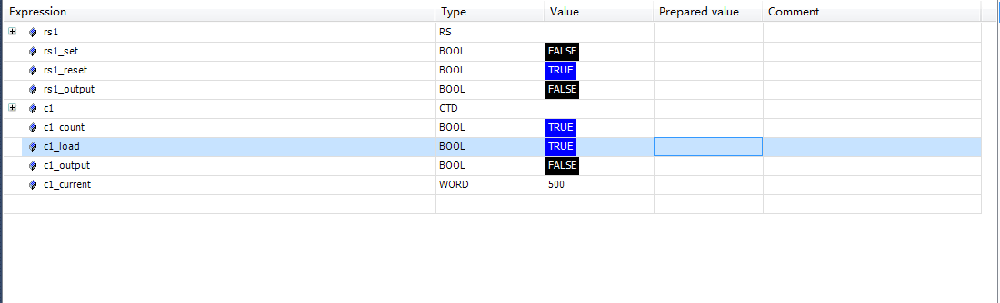 Expression Type Value Prepared value Comment
rs1 RS
rs1_set BOOL FALSE
rs1_reset BOOL TRUE
rs1_output BOOL FALSE
c1 CTD
c1_count BOOL TRUE
c1_load BOOL TRUE
c1_output BOOL FALSE
c1_current WORD 500